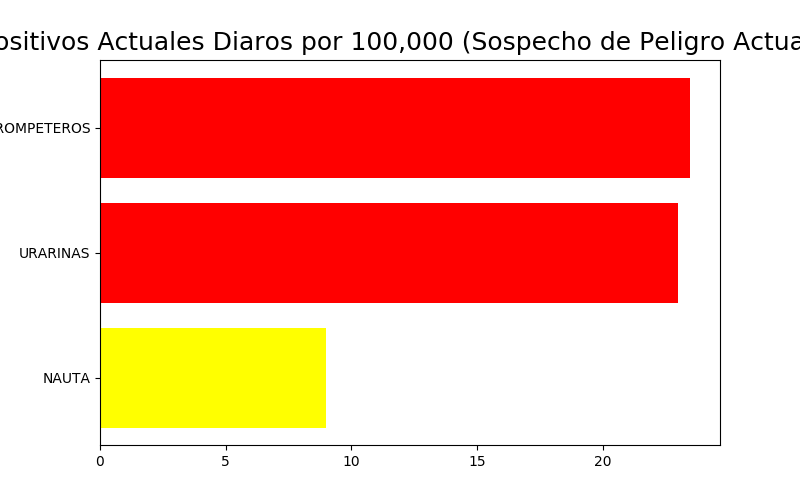 ositivos Actuales Diaros por 100,000 (Sospecho de Peligro Actua
ROMPETEROS
URARINAS
NAUTA
0 5 10 15 20